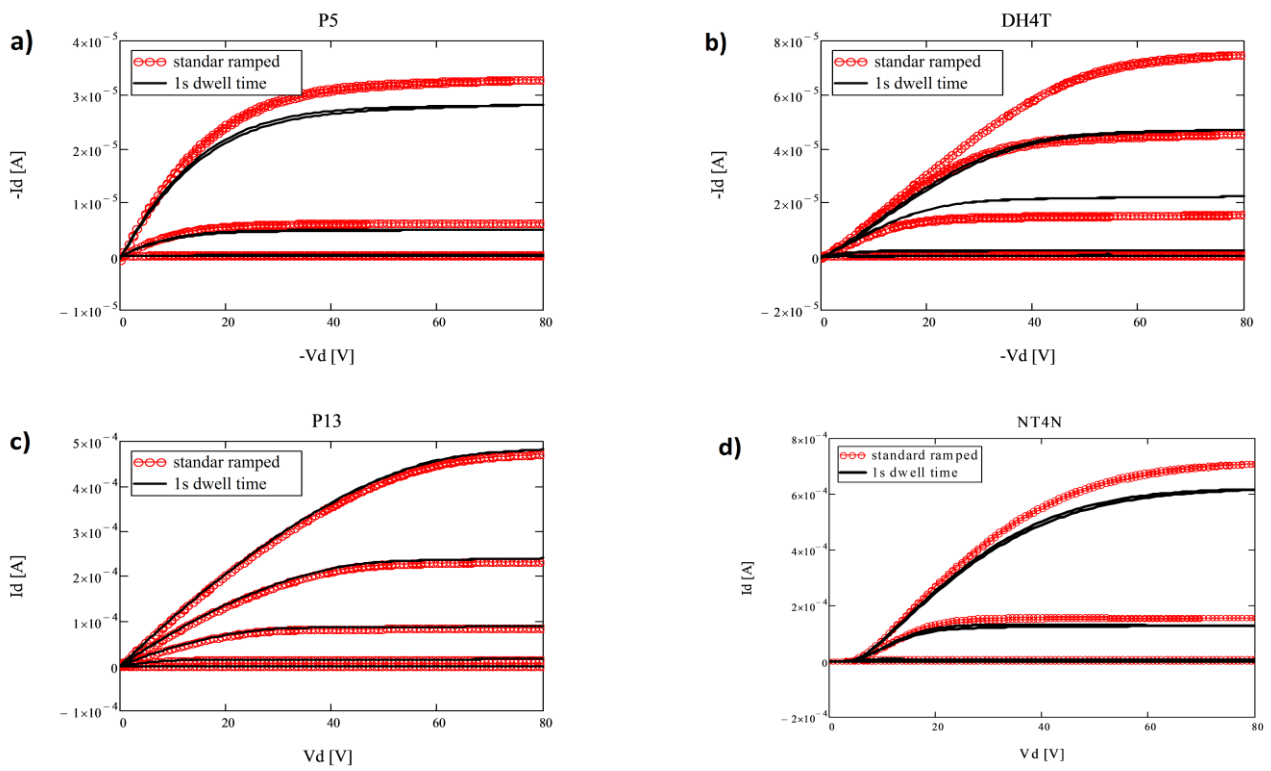 a)
P5
4×10⁻⁵
3×10⁻⁵
2×10⁻⁵
1×10⁻⁵
0
− 1×10⁻⁵
-Id [A]
standar ramped
1s dwell time
0 20 40 60 80
-Vd [V]
b)
DH4T
8×10⁻⁵
6×10⁻⁵
4×10⁻⁵
2×10⁻⁵
0
− 2×10⁻⁵
-Id [A]
standar ramped
1s dwell time
0 20 40 60 80
-Vd [V]
c)
P13
5×10⁻⁴
4×10⁻⁴
3×10⁻⁴
2×10⁻⁴
1×10⁻⁴
0
− 1×10⁻⁴
Id [A]
standar ramped
1s dwell time
0 20 40 60 80
Vd [V]
d)
NT4N
8×10⁻⁴
6×10⁻⁴
4×10⁻⁴
2×10⁻⁴
0
− 2×10⁻⁴
Id [A]
standard ramped
1s dwell time
0 20 40 60 80
Vd [V]